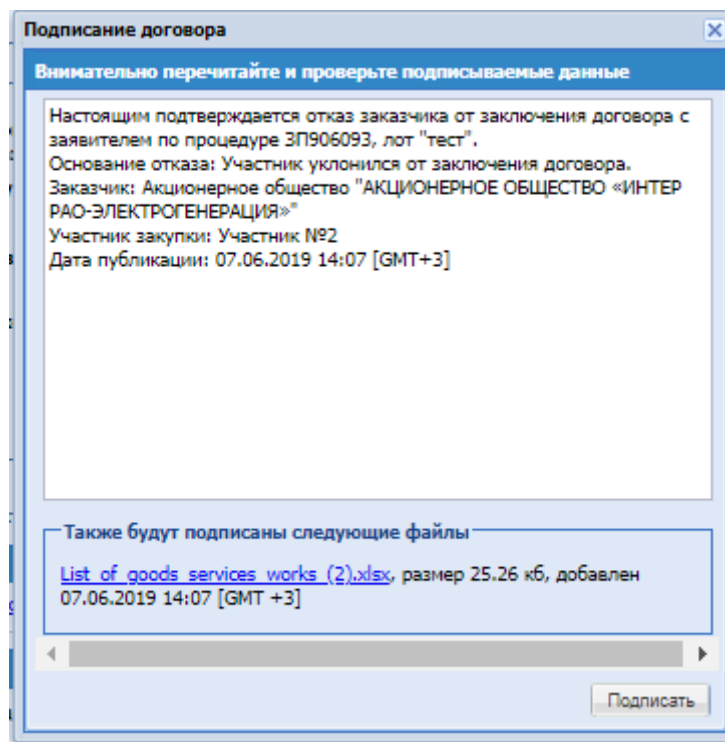 Подписание договора
Внимательно перечитайте и проверьте подписываемые данные
Настоящим подтверждается отказ заказчика от заключения договора с
заявителем по процедуре ЗП906093, лот "тест".
Основание отказа: Участник уклонился от заключения договора.
Заказчик: Акционерное общество "АКЦИОНЕРНОЕ ОБЩЕСТВО «ИНТЕР
РАО-ЭЛЕКТРОГЕНЕРАЦИЯ»"
Участник закупки: Участник №2
Дата публикации: 07.06.2019 14:07 [GMT+3]
Также будут подписаны следующие файлы
List_of_goods_services_works_(2).xlsx, размер 25.26 кб, добавлен
07.06.2019 14:07 [GMT +3]
Подписать